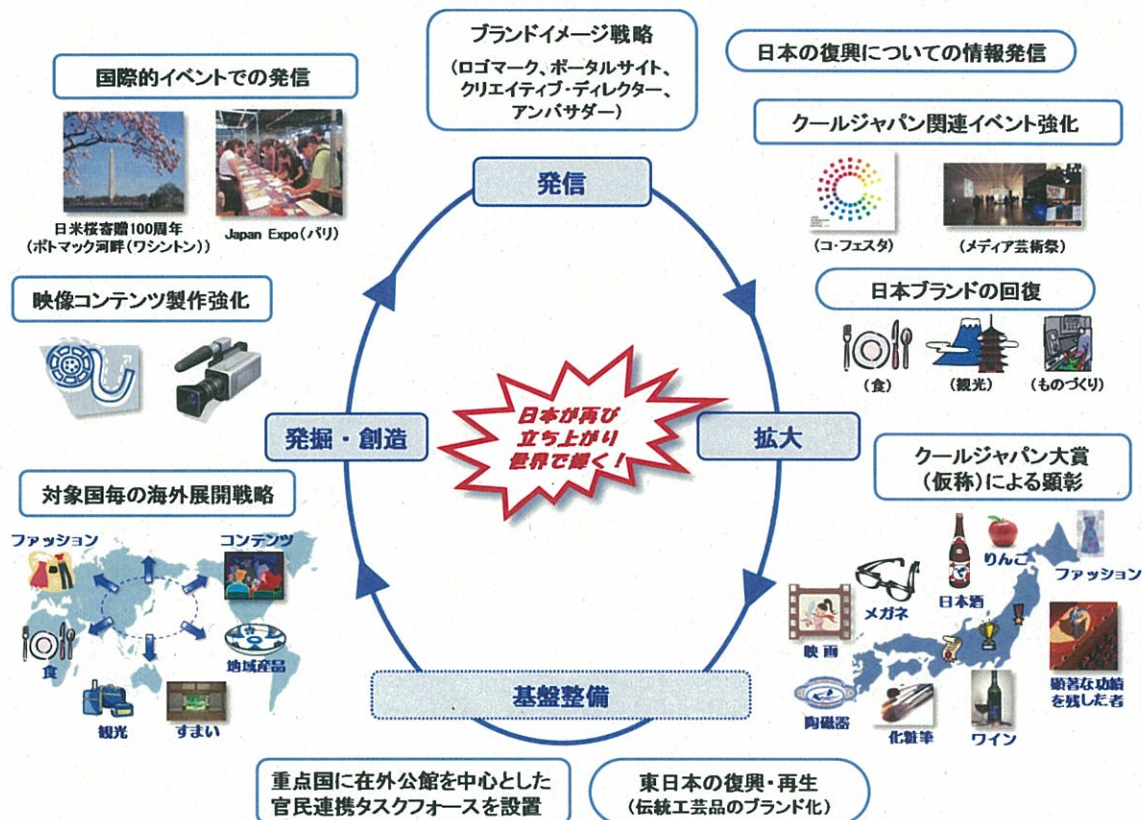 ブランドイメージ戦略
(ロゴマーク、ポータルサイト、
クリエイティブ・ディレクター、
アンバサダー)
日本の復興についての情報発信
国際的イベントでの発信
日米桜寄贈100周年
(ポトマック河畔(ワシントン))
Japan Expo(パリ)
クールジャパン関連イベント強化
(コ・フェスタ)
(メディア芸術祭)
発信
映像コンテンツ製作強化
日本ブランドの回復
(食)
(観光)
(ものづくり)
発掘・創造
日本が再び
立ち上がり
世界で輝く!
拡大
対象国毎の海外展開戦略
ファッション
コンテンツ
食
地域産品
観光
すまい
クールジャパン大賞
(仮称)による顕彰
りんご
日本酒
ファッション
メガネ
映画
陶磁器
化粧筆
ワイン
顕著な功績
を残した者
基盤整備
重点国に在外公館を中心とした
官民連携タスクフォースを設置
東日本の復興・再生
(伝統工芸品のブランド化)